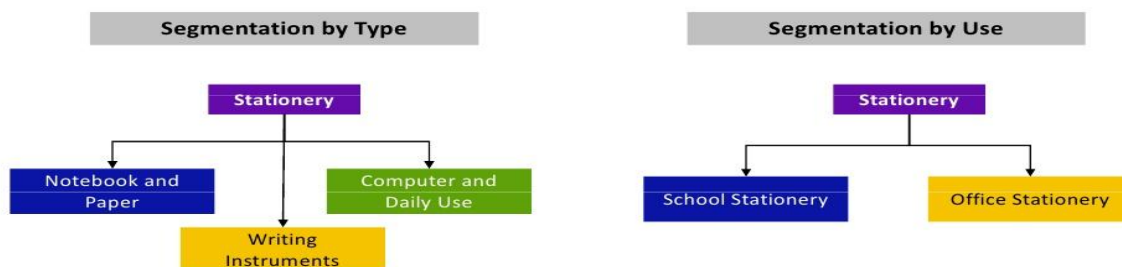 Segmentation by Type
Stationery
Notebook and
Paper
Computer and
Daily Use
Writing
Instruments
Segmentation by Use
Stationery
School Stationery
Office Stationery